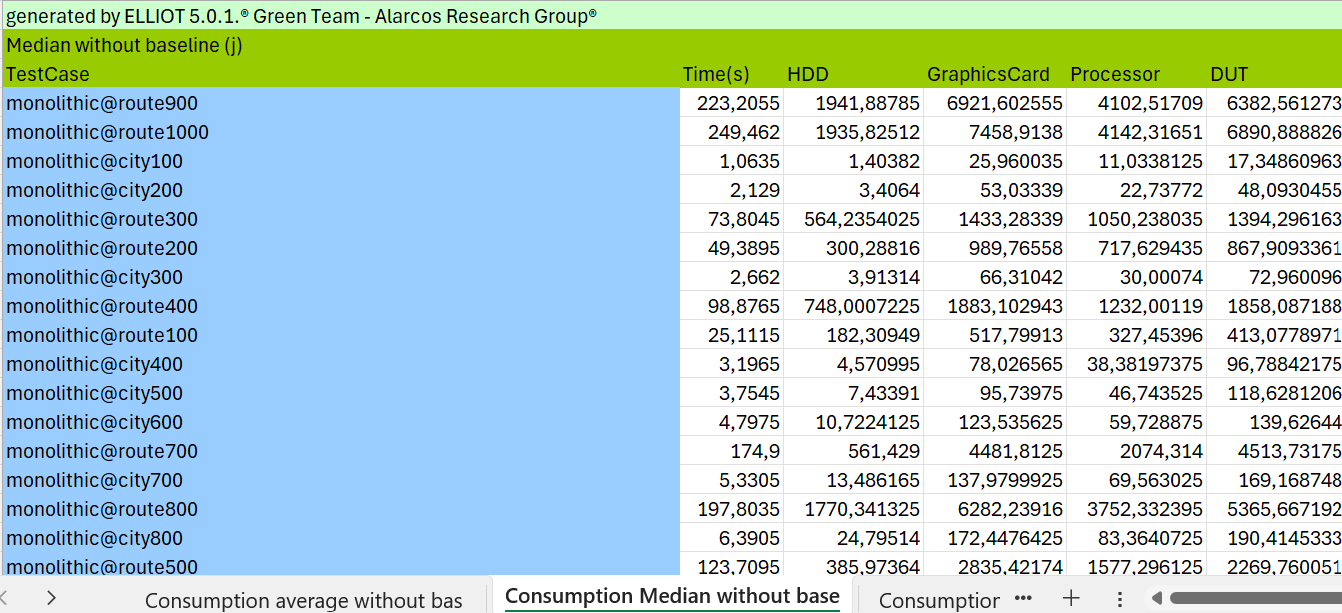 generated by ELLIOT 5.0.1.® Green Team - Alarcos Research Group®
Median without baseline (j)
TestCase Time(s) HDD GraphicsCard Processor DUT
monolithic@route900 223,2055 1941,88785 6921,602555 4102,51709 6382,561273
monolithic@route1000 249,462 1935,82512 7458,9138 4142,31651 6890,888826
monolithic@city100 1,0635 1,40382 25,960035 11,0338125 17,34860963
monolithic@city200 2,129 3,4064 53,03339 22,73772 48,0930455
monolithic@route300 73,8045 564,2354025 1433,28339 1050,238035 1394,296163
monolithic@route200 49,3895 300,28816 989,76558 717,629435 867,9093361
monolithic@city300 2,662 3,91314 66,31042 30,00074 72,960096
monolithic@route400 98,8765 748,0007225 1883,102943 1232,00119 1858,087188
monolithic@route100 25,1115 182,30949 517,79913 327,45396 413,0778971
monolithic@city400 3,1965 4,570995 78,026565 38,38197375 96,78842175
monolithic@city500 3,7545 7,43391 95,73975 46,743525 118,6281206
monolithic@city600 4,7975 10,7224125 123,535625 59,728875 139,62644
monolithic@route700 174,9 561,429 4481,8125 2074,314 4513,73175
monolithic@city700 5,3305 13,486165 137,9799925 69,563025 169,168748
monolithic@route800 197,8035 1770,341325 6282,23916 3752,332395 5365,667192
monolithic@city800 6,3905 24,79514 172,4476425 83,3640725 190,4145333
monolithic@route500 123,7095 385,97364 2835,42174 1577,296125 2269,760051
Consumption average without bas Consumption Median without base Consumptior